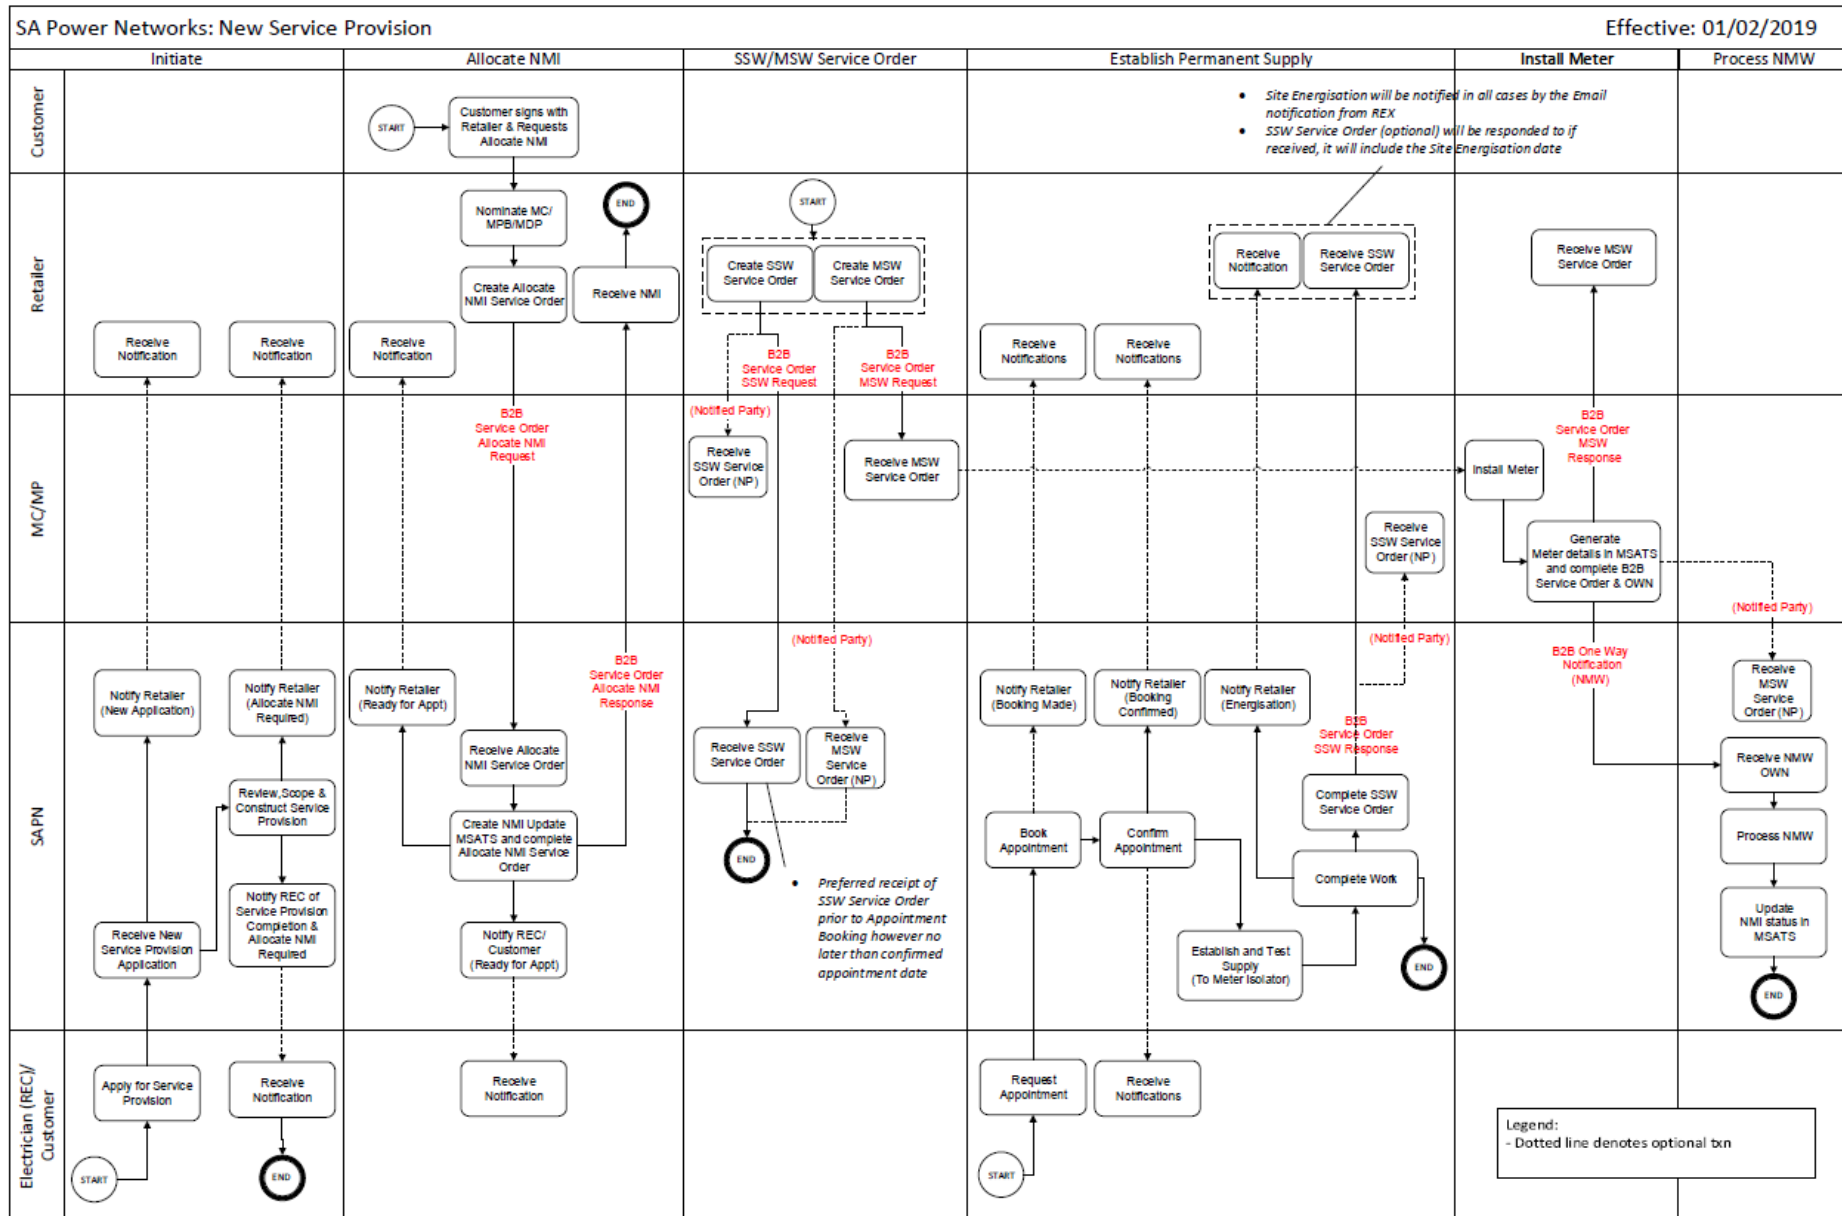 SA Power Networks: New Service Provision
Effective: 01/02/2019
Initiate
Allocate NMI
SSW/MSW Service Order
Establish Permanent Supply
Install Meter
Process NMW
Customer
START
Customer signs with
Retailer & Requests
Allocate NMI
• Site Energisation will be notified in all cases by the Email
notification from REX
• SSW Service Order (optional) will be responded to if
received, it will include the Site Energisation date
Retailer
Nominate MC/
MPB/MDP
END
START
Create Allocate
NMI Service Order
Receive NMI
Create SSW
Service Order
Create MSW
Service Order
Receive
Notification
Receive SSW
Service Order
Receive MSW
Service Order
Receive
Notification
Receive
Notification
Receive
Notification
B2B
Service Order
SSW Request
B2B
Service Order
MSW Request
Receive
Notifications
Receive
Notifications
MC/MP
B2B
Service Order
Allocate NMI
Request
(Notified Party)
Receive
SSW Service
Order (NP)
Receive MSW
Service Order
B2B
Service Order
MSW
Response
Install Meter
Receive
SSW Service
Order (NP)
Generate
Meter details in MSATS
and complete B2B
Service Order & OWN
(Notified Party)
SAPN
Notify Retailer
(New Application)
Notify Retailer
(Allocate NMI
Required)
Notify Retailer
(Ready for Appt)
B2B
Service Order
Allocate NMI
Response
(Notified Party)
Notify Retailer
(Booking Made)
Notify Retailer
(Booking
Confirmed)
Notify Retailer
(Energisation)
(Notified Party)
B2B One Way
Notification
(NMW)
Receive
MSW
Service
Order (NP)
Receive Allocate
NMI Service Order
Receive SSW
Service Order
Receive
MSW
Service
Order (NP)
B2B
Service Order
SSW Response
Receive NMW
OWN
Review,Scope &
Construct Service
Provision
Create NMI Update
MSATS and complete
Allocate NMI Service
Order
END
Book
Appointment
Confirm
Appointment
Complete SSW
Service Order
Complete Work
Process NMW
Receive New
Service Provision
Application
Notify REC of
Service Provision
Completion &
Allocate NMI
Required
Notify REC/
Customer
(Ready for Appt)
• Preferred receipt of
SSW Service Order
prior to Appointment
Booking however no
later than confirmed
appointment date
Establish and Test
Supply
(To Meter Isolator)
END
Update
NMI status in
MSATS
END
Electrician (REC)/
Customer
Apply for Service
Provision
Receive
Notification
Receive
Notification
Request
Appointment
Receive
Notifications
START
END
START
Legend:
- Dotted line denotes optional txn